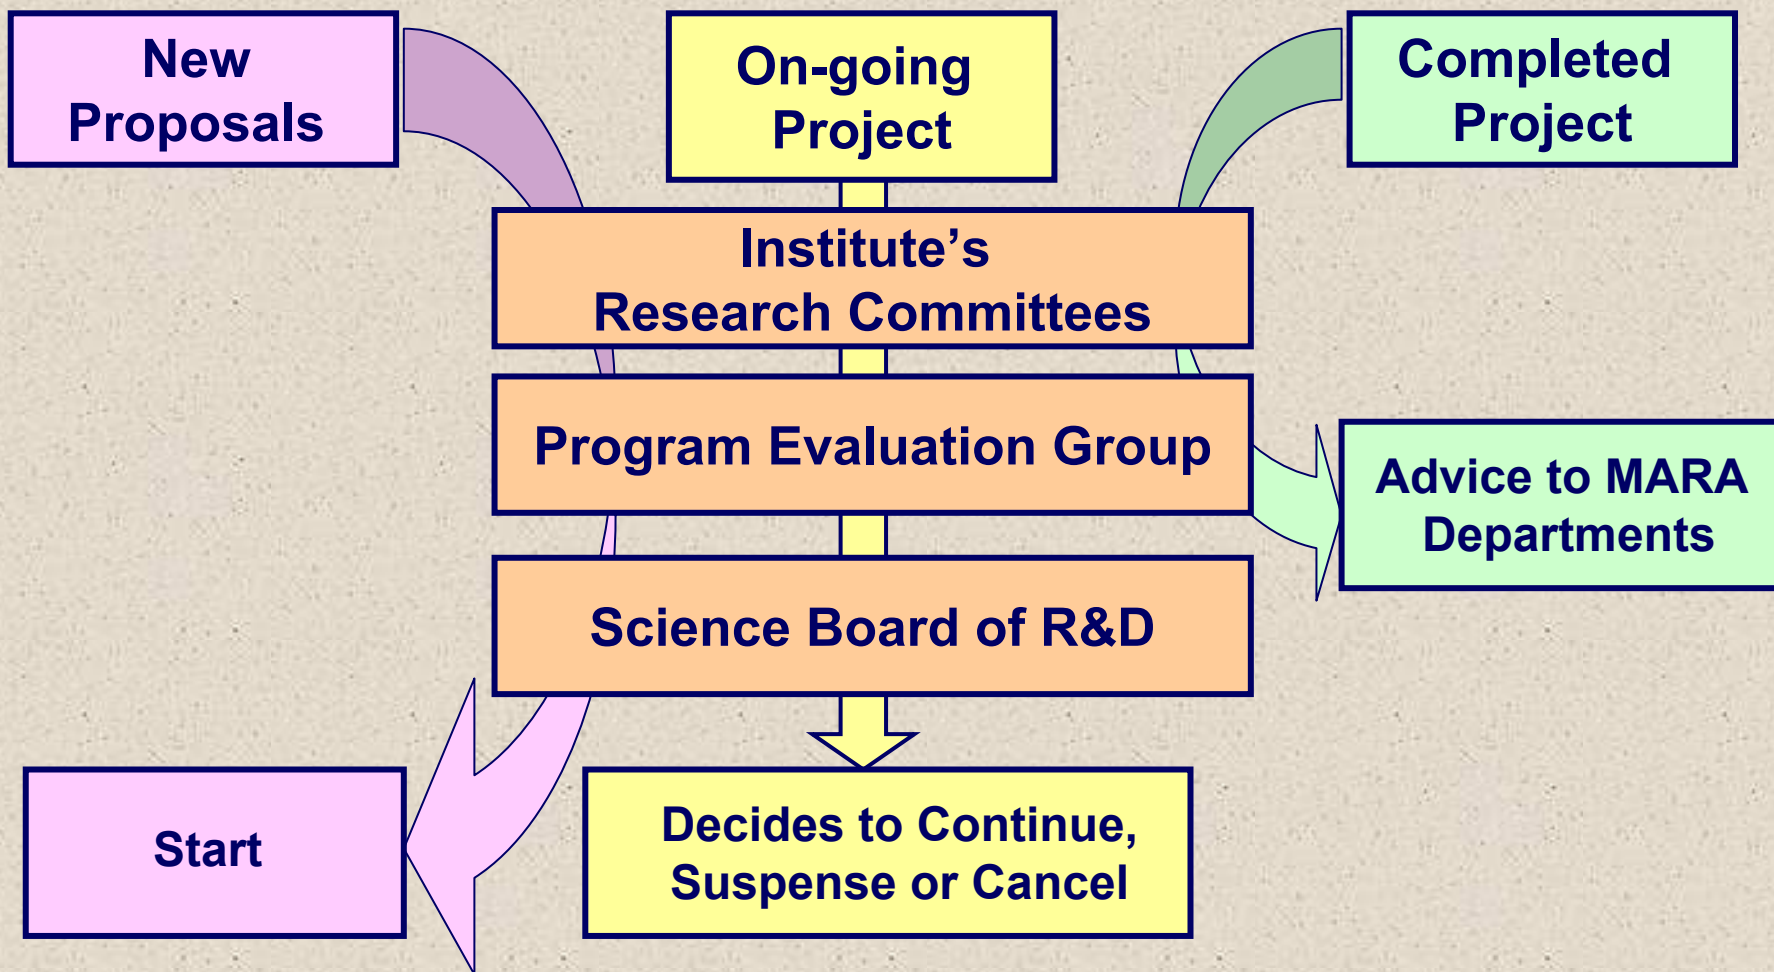 New
Proposals
On-going
Project
Completed
Project
Institute’s
Research Committees
Program Evaluation Group
Advice to MARA
Departments
Science Board of R&D
Start
Decides to Continue,
Suspense or Cancel